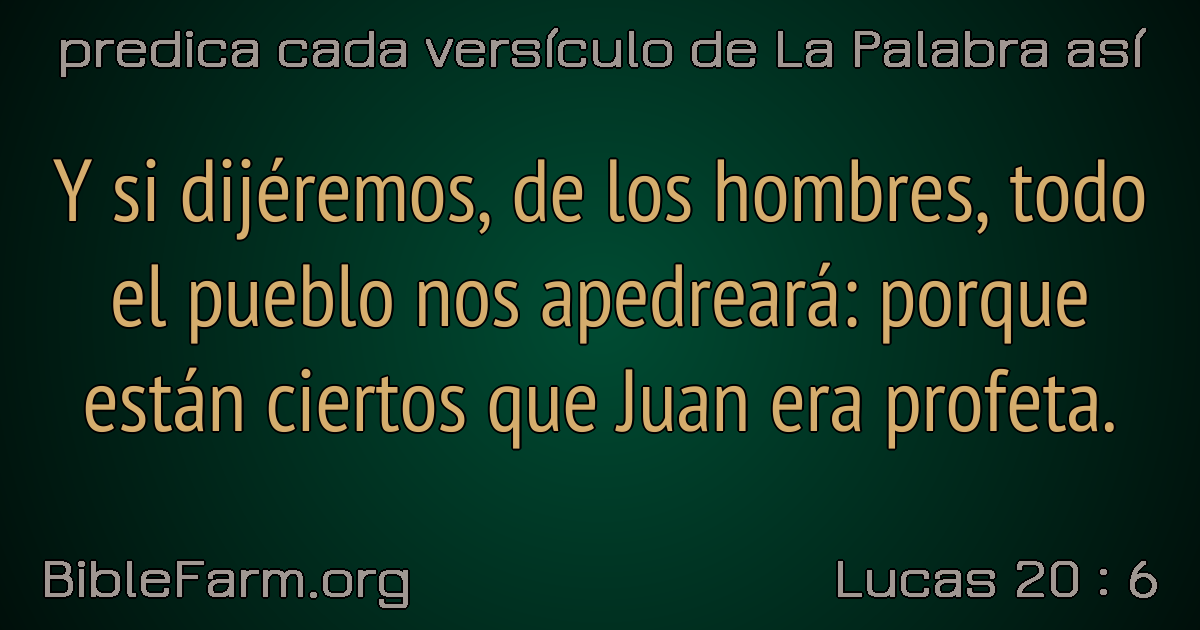 predica cada versículo de La Palabra así
Y si dijéremos, de los hombres, todo
el pueblo nos apedreará: porque
están ciertos que Juan era profeta.
BibleFarm.org
Lucas 20 : 6